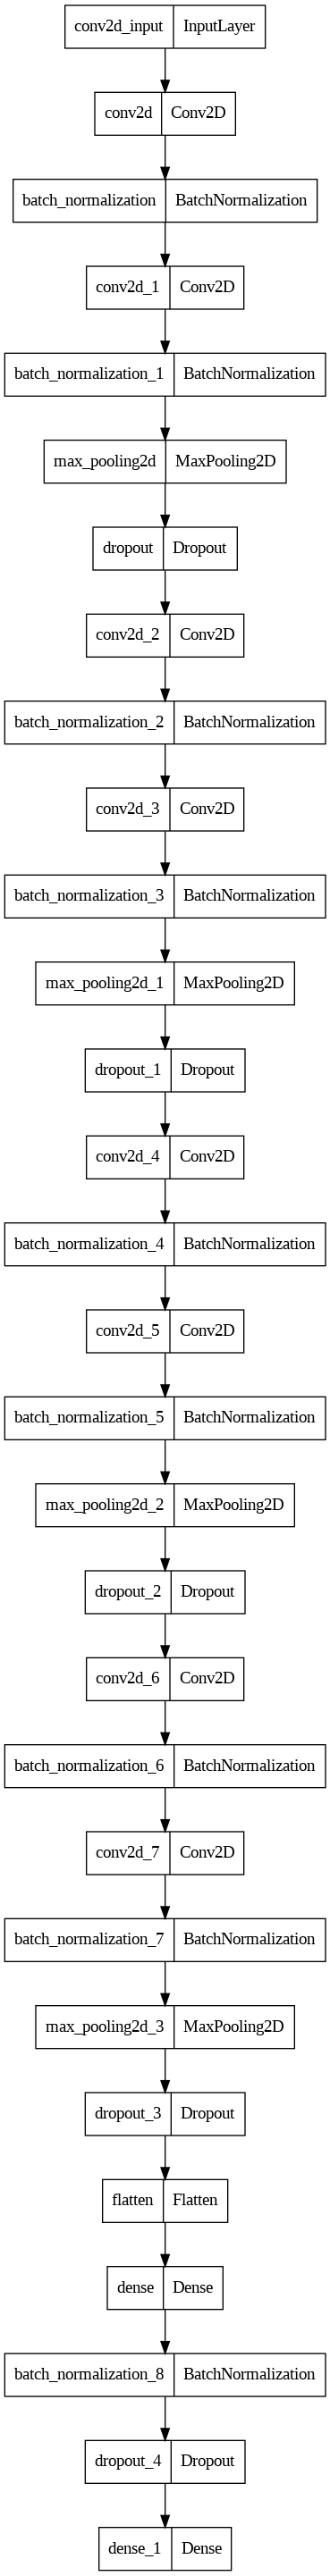 conv2d_input InputLayer
conv2d Conv2D
batch_normalization BatchNormalization
conv2d_1 Conv2D
batch_normalization_1 BatchNormalization
max_pooling2d MaxPooling2D
dropout Dropout
conv2d_2 Conv2D
batch_normalization_2 BatchNormalization
conv2d_3 Conv2D
batch_normalization_3 BatchNormalization
max_pooling2d_1 MaxPooling2D
dropout_1 Dropout
conv2d_4 Conv2D
batch_normalization_4 BatchNormalization
conv2d_5 Conv2D
batch_normalization_5 BatchNormalization
max_pooling2d_2 MaxPooling2D
dropout_2 Dropout
conv2d_6 Conv2D
batch_normalization_6 BatchNormalization
conv2d_7 Conv2D
batch_normalization_7 BatchNormalization
max_pooling2d_3 MaxPooling2D
dropout_3 Dropout
flatten Flatten
dense Dense
batch_normalization_8 BatchNormalization
dropout_4 Dropout
dense_1 Dense